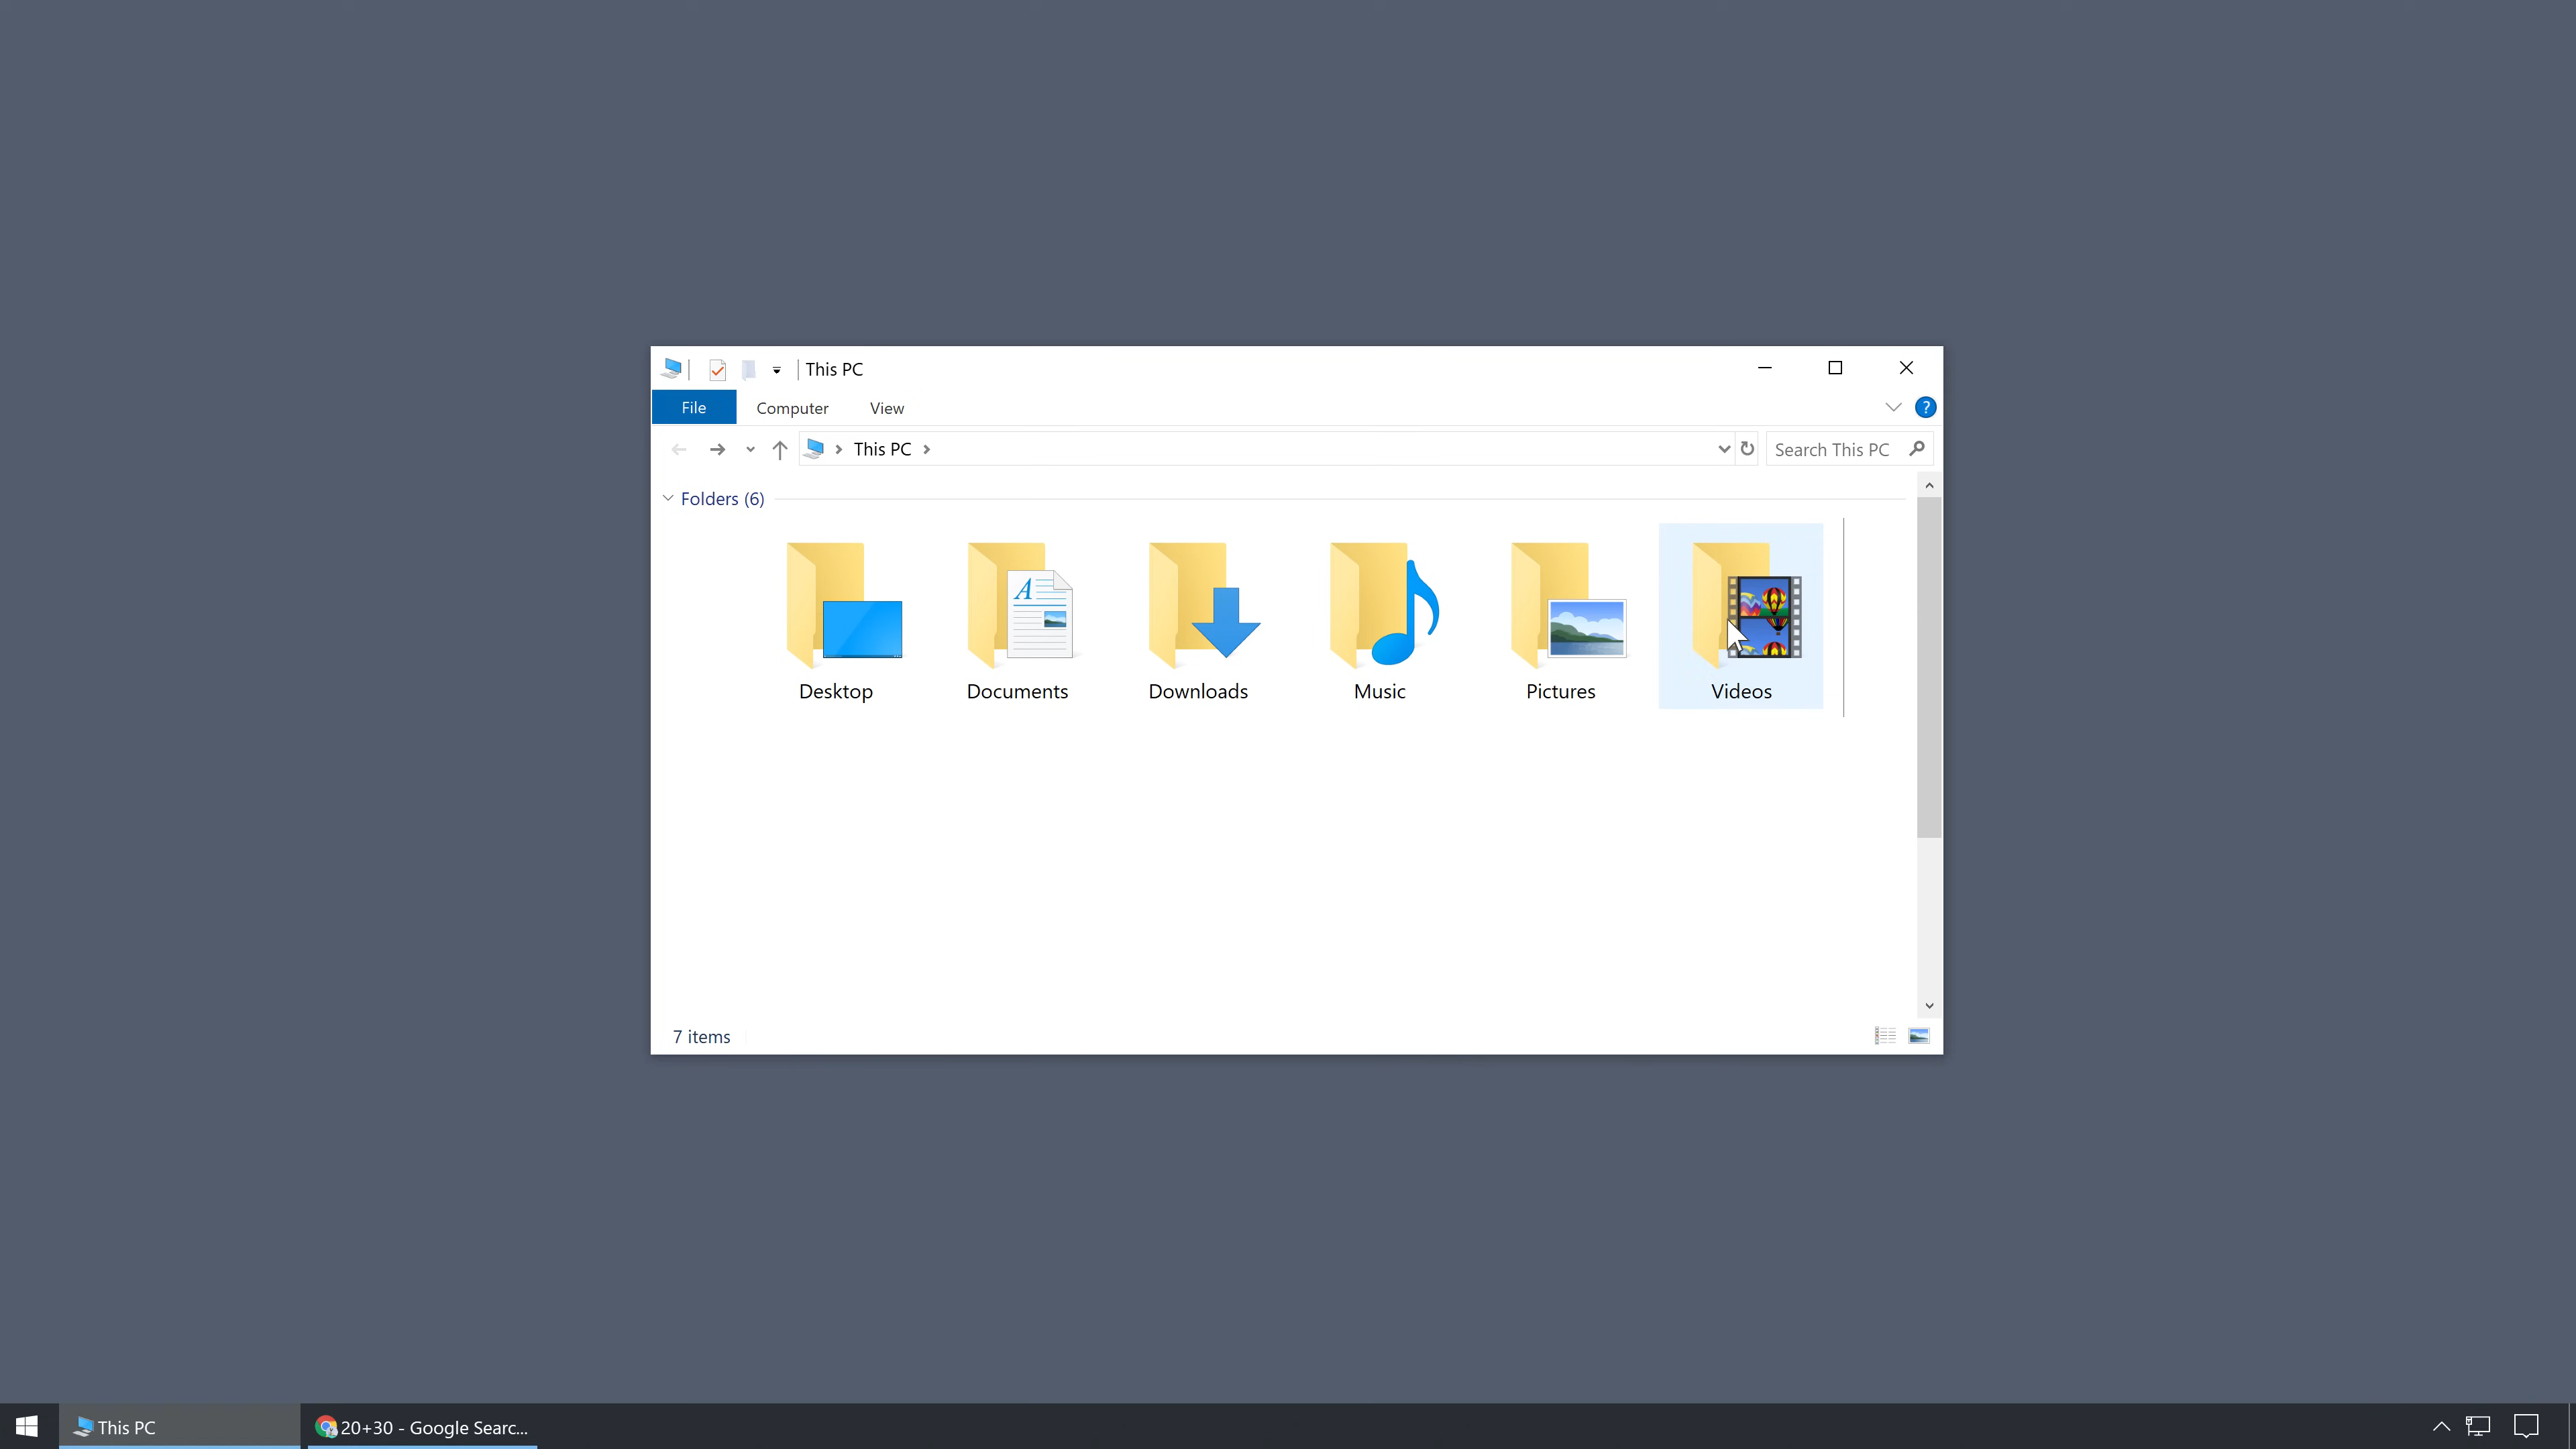 This PC
File Computer View
This PC
Search This PC
Folders (6)
Desktop Documents Downloads Music Pictures Videos
7 items
This PC 20+30 - Google Searc...